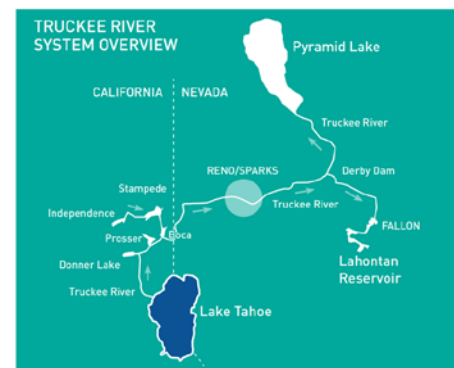 TRUCKEE RIVER
SYSTEM OVERVIEW
Pyramid Lake
CALIFORNIA
NEVADA
Truckee River
RENO/SPARKS
Derby Dam
Stampede
Truckee River
Independence
FALLON
Prosser
Boca
Lahontan
Reservoir
Donner Lake
Truckee River
Lake Tahoe